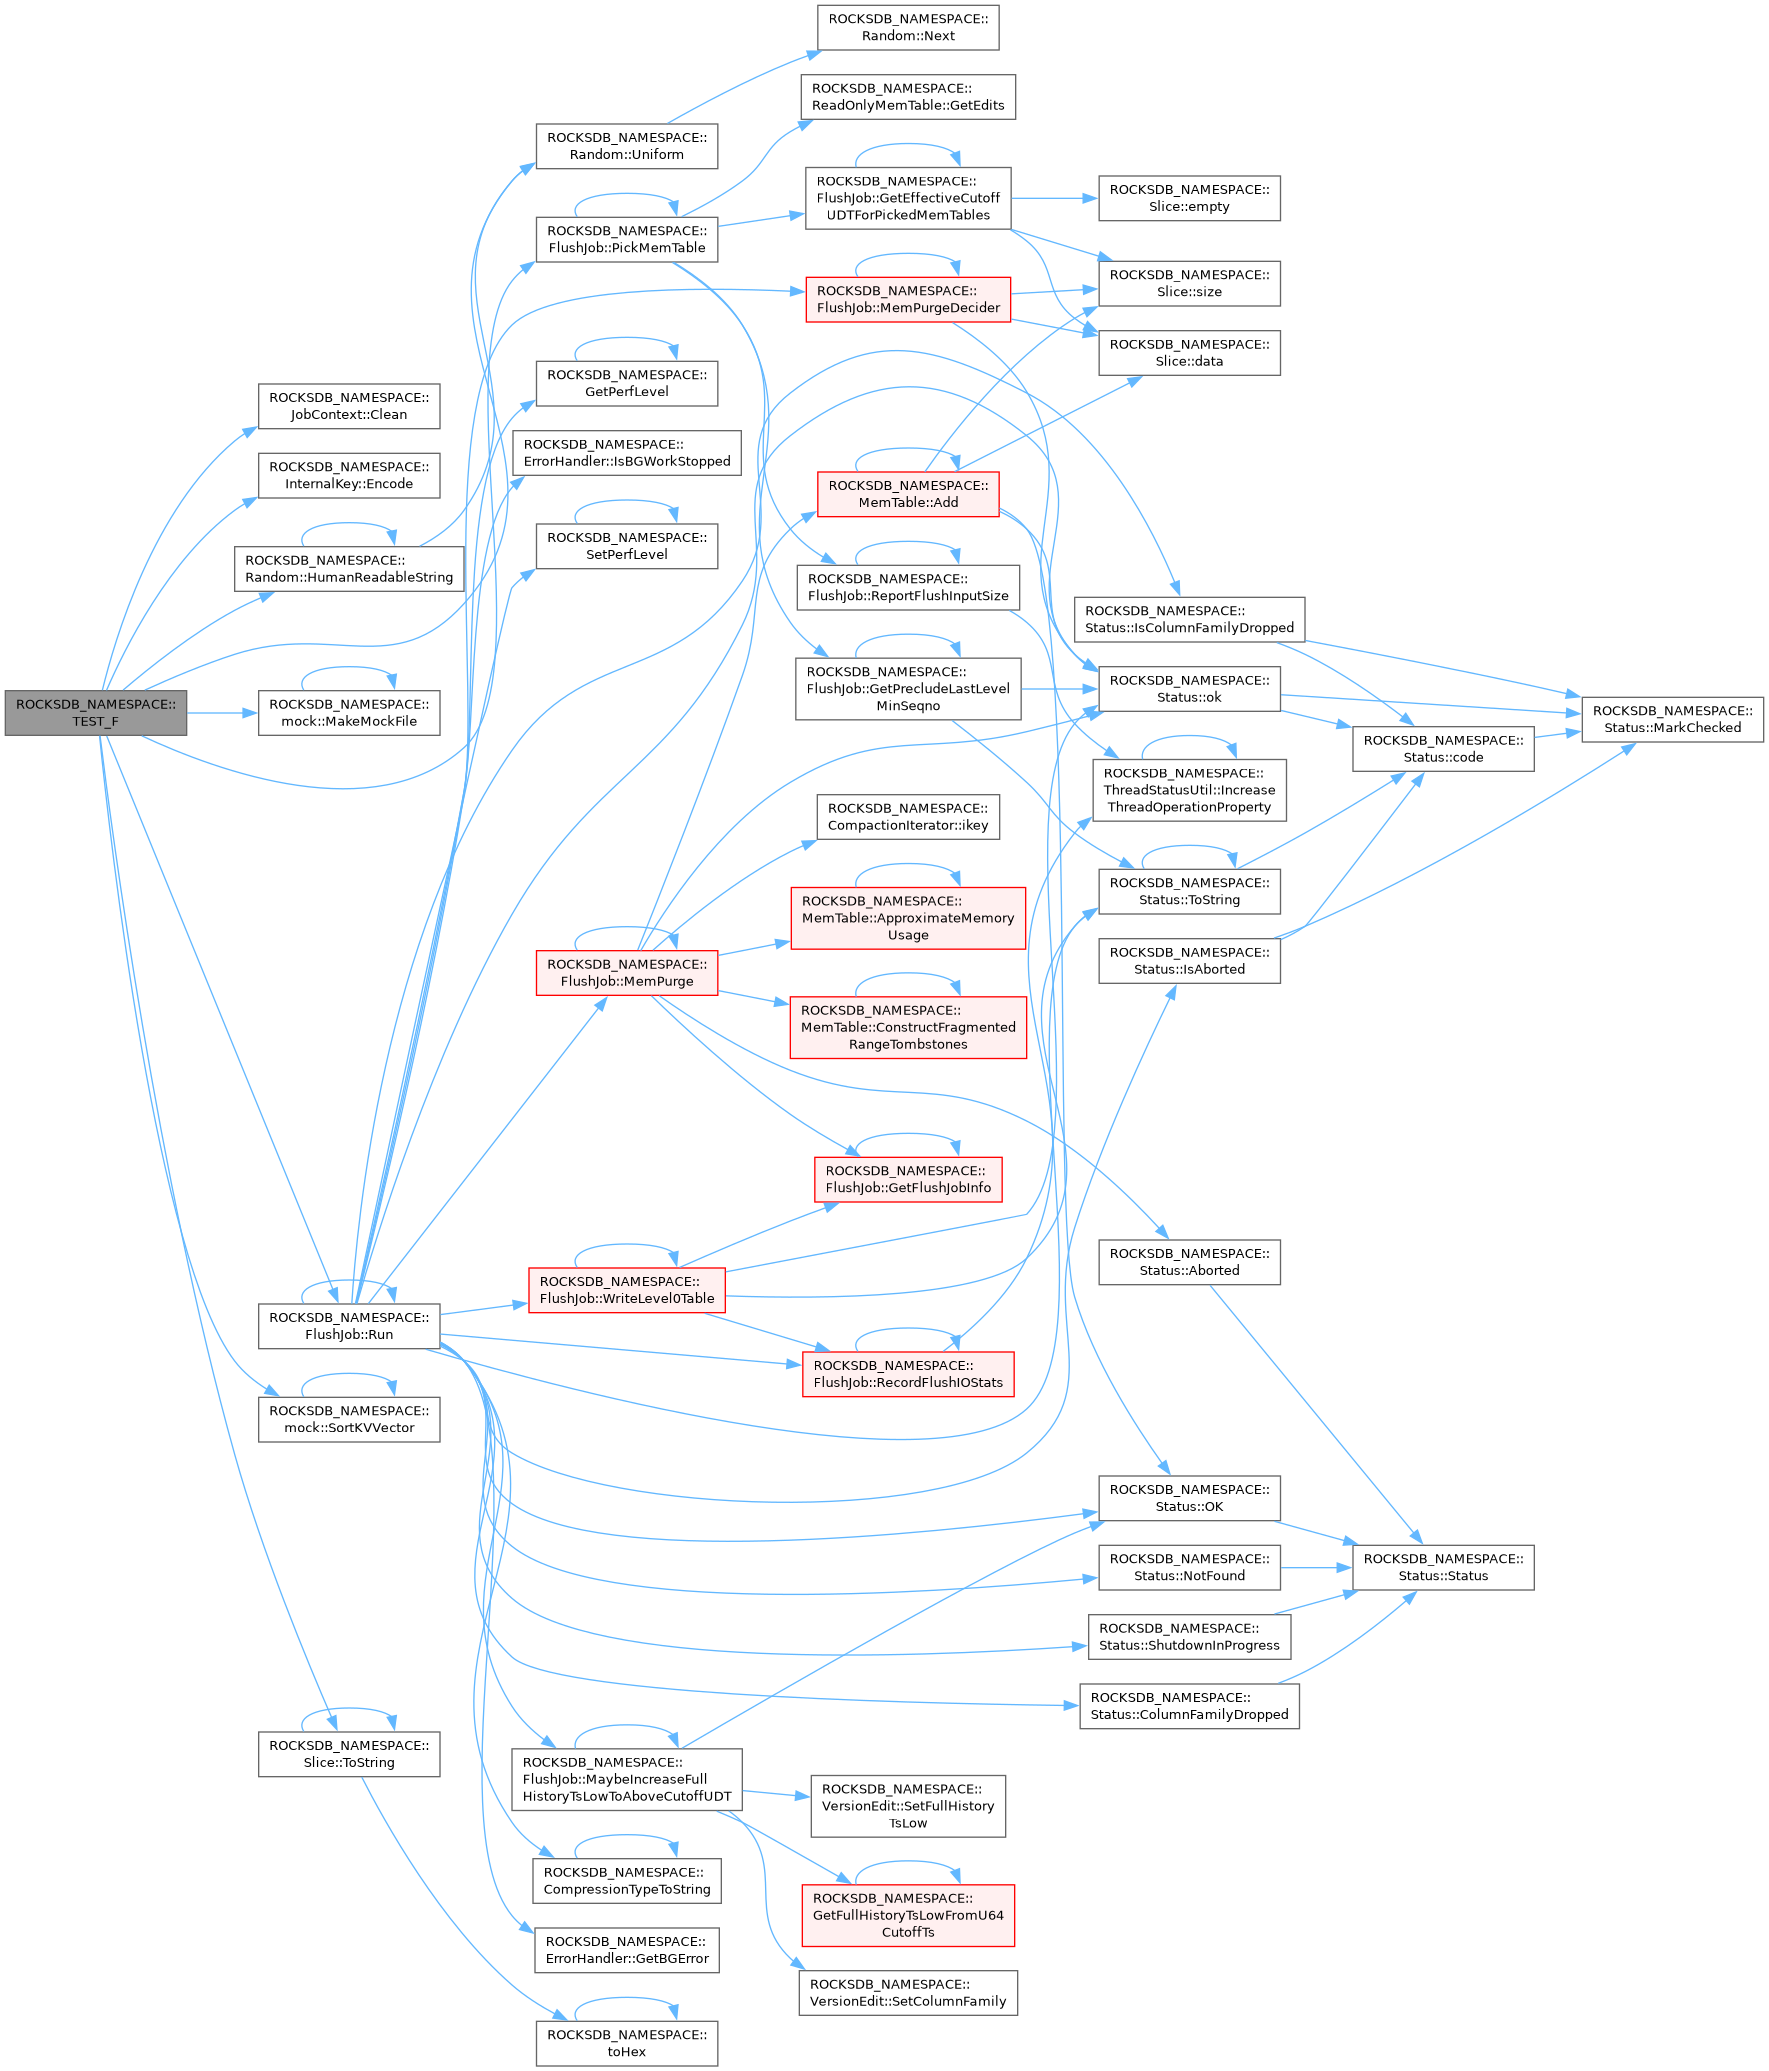 ROCKSDB_NAMESPACE::
TEST_F
ROCKSDB_NAMESPACE::
JobContext::Clean
ROCKSDB_NAMESPACE::
InternalKey::Encode
ROCKSDB_NAMESPACE::
Random::HumanReadableString
ROCKSDB_NAMESPACE::
mock::MakeMockFile
ROCKSDB_NAMESPACE::
FlushJob::Run
ROCKSDB_NAMESPACE::
mock::SortKVVector
ROCKSDB_NAMESPACE::
Slice::ToString
ROCKSDB_NAMESPACE::
Random::Uniform
ROCKSDB_NAMESPACE::
FlushJob::PickMemTable
ROCKSDB_NAMESPACE::
GetPerfLevel
ROCKSDB_NAMESPACE::
ErrorHandler::IsBGWorkStopped
ROCKSDB_NAMESPACE::
SetPerfLevel
ROCKSDB_NAMESPACE::
FlushJob::MemPurge
ROCKSDB_NAMESPACE::
FlushJob::WriteLevel0Table
ROCKSDB_NAMESPACE::
FlushJob::MaybeIncreaseFull
HistoryTsLowToAboveCutoffUDT
ROCKSDB_NAMESPACE::
CompressionTypeToString
ROCKSDB_NAMESPACE::
ErrorHandler::GetBGError
ROCKSDB_NAMESPACE::
toHex
ROCKSDB_NAMESPACE::
Random::Next
ROCKSDB_NAMESPACE::
ReadOnlyMemTable::GetEdits
ROCKSDB_NAMESPACE::
FlushJob::GetEffectiveCutoff
UDTForPickedMemTables
ROCKSDB_NAMESPACE::
FlushJob::MemPurgeDecider
ROCKSDB_NAMESPACE::
MemTable::Add
ROCKSDB_NAMESPACE::
FlushJob::ReportFlushInputSize
ROCKSDB_NAMESPACE::
FlushJob::GetPrecludeLastLevel
MinSeqno
ROCKSDB_NAMESPACE::
CompactionIterator::ikey
ROCKSDB_NAMESPACE::
MemTable::ApproximateMemory
Usage
ROCKSDB_NAMESPACE::
MemTable::ConstructFragmented
RangeTombstones
ROCKSDB_NAMESPACE::
FlushJob::GetFlushJobInfo
ROCKSDB_NAMESPACE::
FlushJob::RecordFlushIOStats
ROCKSDB_NAMESPACE::
VersionEdit::SetFullHistory
TsLow
ROCKSDB_NAMESPACE::
GetFullHistoryTsLowFromU64
CutoffTs
ROCKSDB_NAMESPACE::
VersionEdit::SetColumnFamily
ROCKSDB_NAMESPACE::
Slice::empty
ROCKSDB_NAMESPACE::
Slice::size
ROCKSDB_NAMESPACE::
Slice::data
ROCKSDB_NAMESPACE::
Status::IsColumnFamilyDropped
ROCKSDB_NAMESPACE::
Status::ok
ROCKSDB_NAMESPACE::
ThreadStatusUtil::Increase
ThreadOperationProperty
ROCKSDB_NAMESPACE::
Status::ToString
ROCKSDB_NAMESPACE::
Status::IsAborted
ROCKSDB_NAMESPACE::
Status::Aborted
ROCKSDB_NAMESPACE::
Status::OK
ROCKSDB_NAMESPACE::
Status::NotFound
ROCKSDB_NAMESPACE::
Status::ShutdownInProgress
ROCKSDB_NAMESPACE::
Status::ColumnFamilyDropped
ROCKSDB_NAMESPACE::
Status::code
ROCKSDB_NAMESPACE::
Status::Status
ROCKSDB_NAMESPACE::
Status::MarkChecked